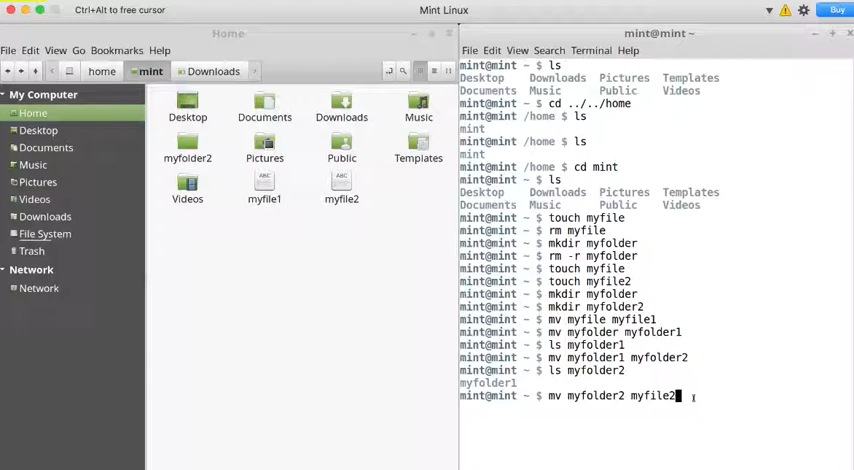 Ctrl+Alt to free cursor
Mint Linux
Buy
Home
File Edit View Go Bookmarks Help
home mint Downloads
My Computer
Home
Desktop
Documents
Music
Pictures
Videos
Downloads
File System
Trash
Network
Network
Desktop Documents Downloads Music
myfolder2 Pictures Public Templates
ABC ABC
Videos myfile1 myfile2
mint@mint ~
File Edit View Search Terminal Help
mint@mint ~ $ ls
Desktop Downloads Pictures Templates
Documents Music Public Videos
mint@mint ~ $ cd ../../home
mint@mint /home $ ls
mint
mint@mint /home $ ls
mint
mint@mint /home $ cd mint
mint@mint ~ $ ls
Desktop Downloads Pictures Templates
Documents Music Public Videos
mint@mint ~ $ touch myfile
mint@mint ~ $ rm myfile
mint@mint ~ $ mkdir myfolder
mint@mint ~ $ rm -r myfolder
mint@mint ~ $ touch myfile
mint@mint ~ $ touch myfile2
mint@mint ~ $ mkdir myfolder
mint@mint ~ $ mkdir myfolder2
mint@mint ~ $ mv myfile myfile1
mint@mint ~ $ mv myfolder myfolder1
mint@mint ~ $ ls myfolder1
mint@mint ~ $ mv myfolder1 myfolder2
mint@mint ~ $ ls myfolder2
myfolder1
mint@mint ~ $ mv myfolder2 myfile2